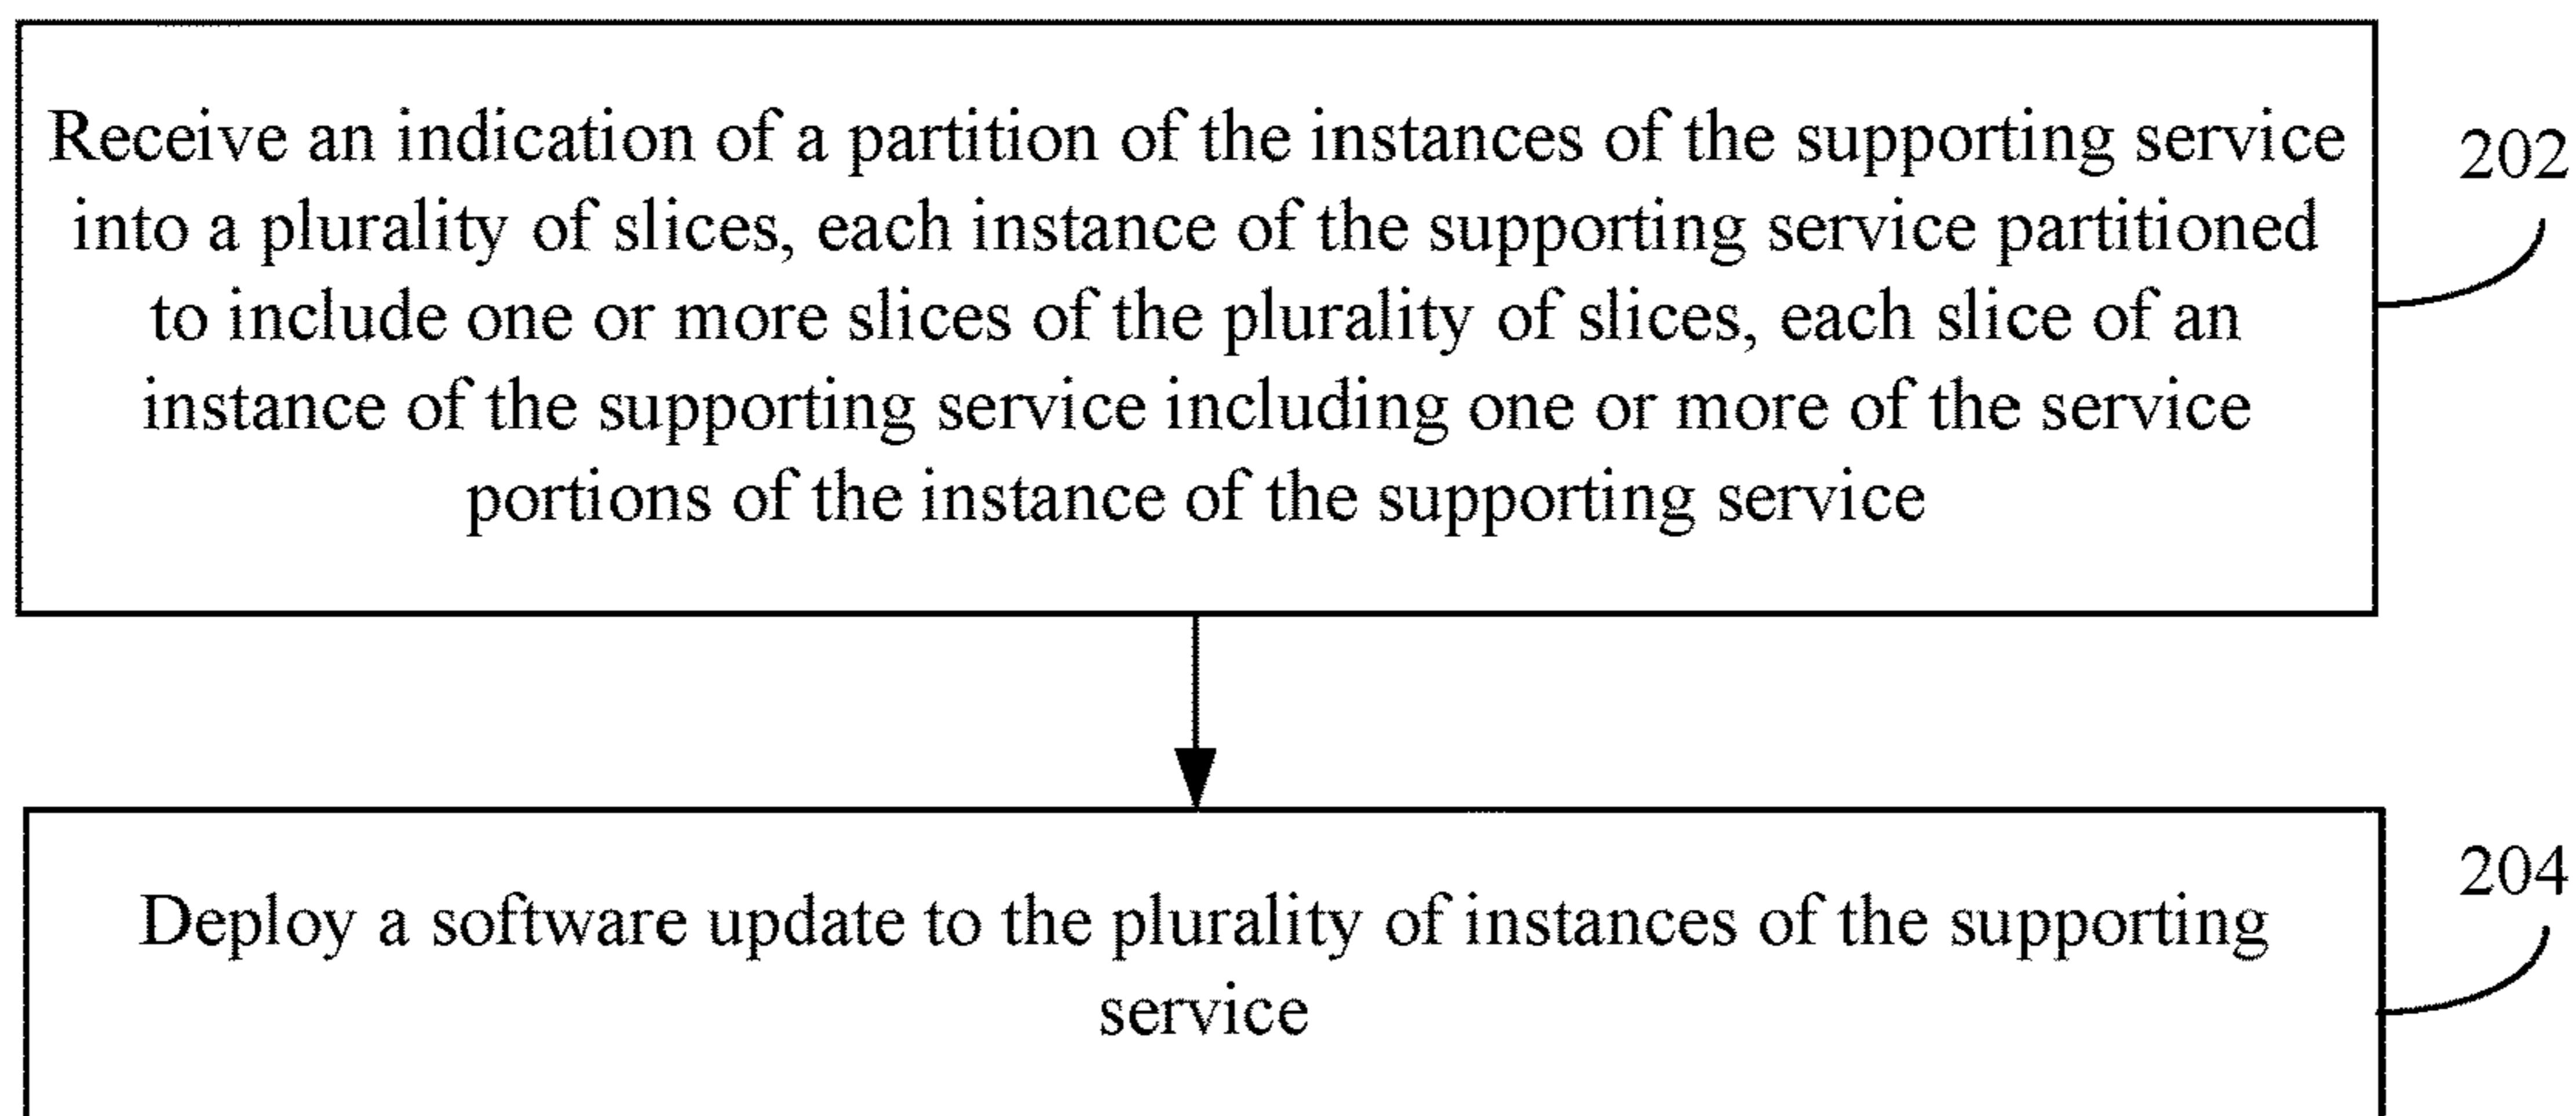 Receive an indication of a partition of the instances of the supporting service
into a plurality of slices, each instance of the supporting service partitioned
to include one or more slices of the plurality of slices, each slice of an
instance of the supporting service including one or more of the service
portions of the instance of the supporting service
202
Deploy a software update to the plurality of instances of the supporting
service
204